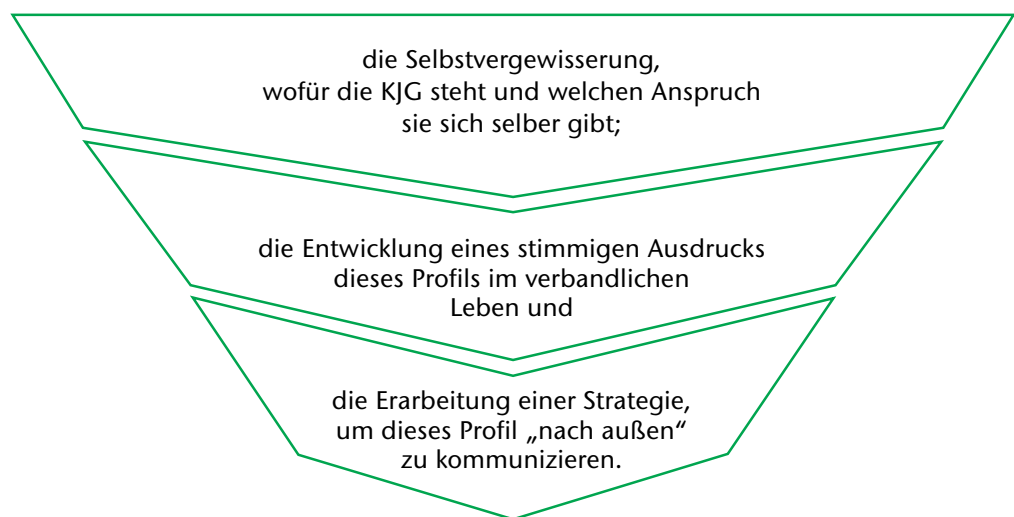 die Selbstvergewisserung,
wofür die KJG steht und welchen Anspruch
sie sich selber gibt;
die Entwicklung eines stimmigen Ausdrucks
dieses Profils im verbandlichen
Leben und
die Erarbeitung einer Strategie,
um dieses Profil „nach außen“
zu kommunizieren.